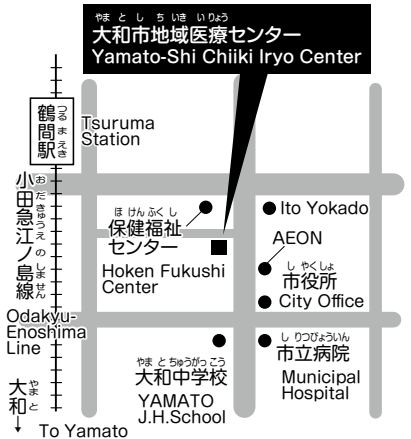 やまとしちいきいりょう
大和市地域医療センター
Yamato-Shi Chiiki Iryo Center
鶴間駅
つるまえき
Tsuruma
Station
小田急江ノ島線
おだきゅうえのしません
Odakyu-
Enoshima
Line
大和
やまと
↓
To Yamato
ほけんふくし
保健福祉
センター
Hoken Fukushi
Center
Ito Yokado
AEON
しやくしょ
市役所
City Office
やまとちゅうがっこう
大和中学校
YAMATO
J.H.School
しりつびょういん
市立病院
Municipal
Hospital